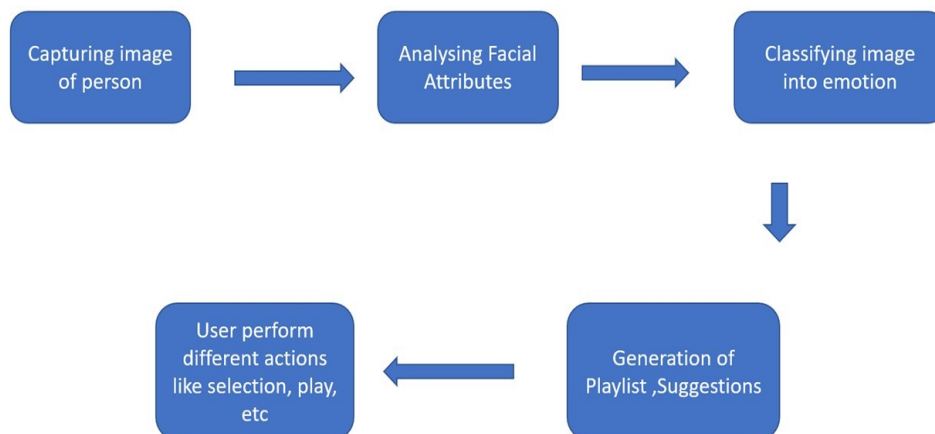 Capturing image
of person
Analysing Facial
Attributes
Classifying image
into emotion
Generation of
Playlist ,Suggestions
User perform
different actions
like selection, play,
etc